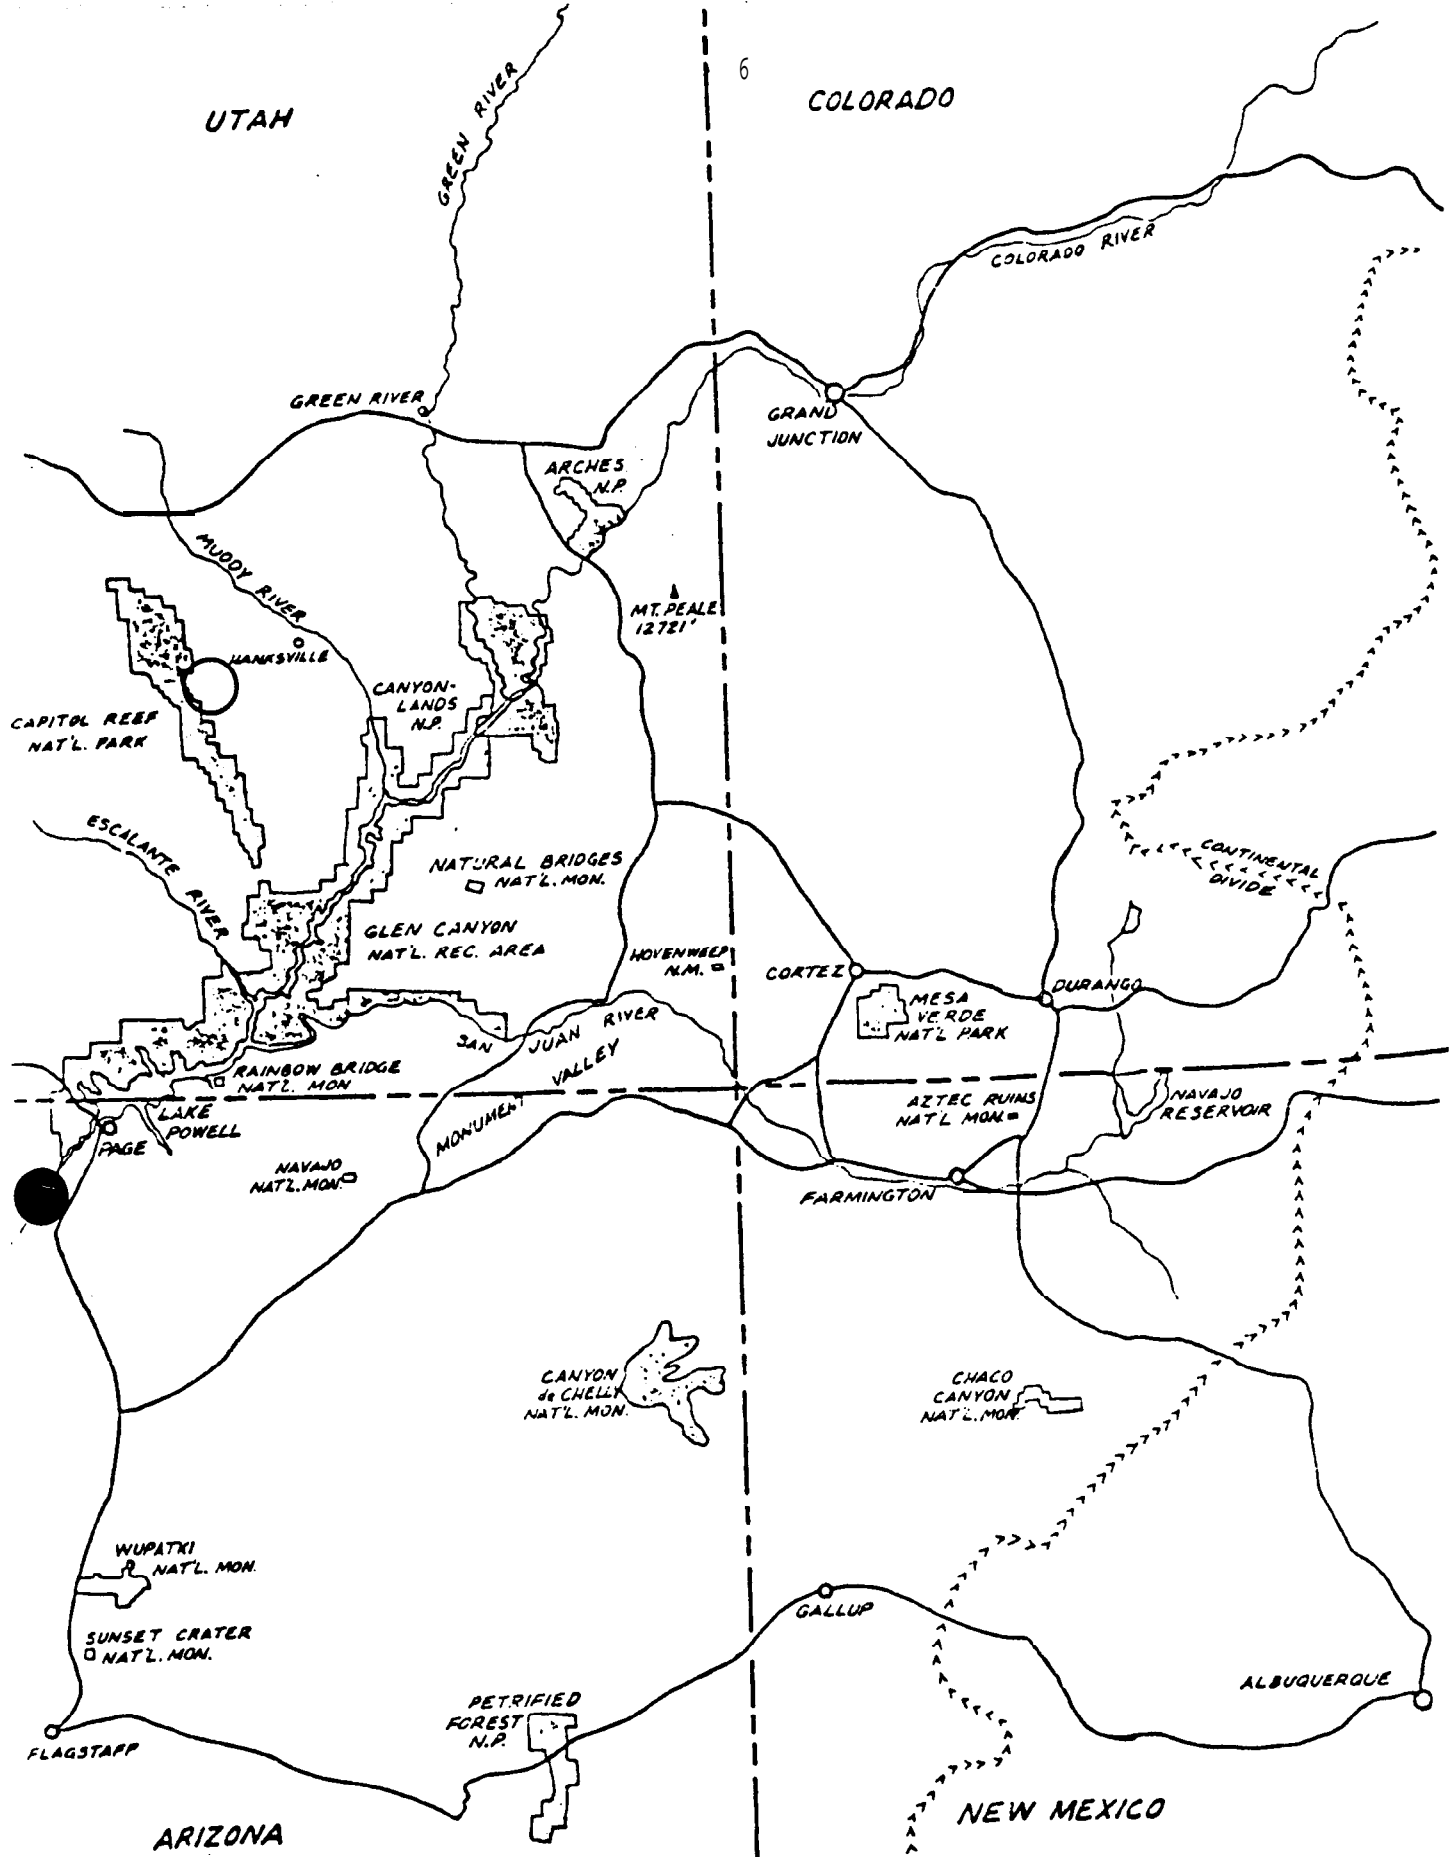 6
UTAH
COLORADO
GREEN RIVER
COLORADO RIVER
GREEN RIVER
GRAND
JUNCTION
ARCHES
N.P.
MUDDY RIVER
MT. PEALE
12721'
HANKSVILLE
CANYON-
LANDS
N.P.
CAPITOL REEF
NAT'L. PARK
ESCALANTE RIVER
NATURAL BRIDGES
NAT'L. MON.
CONTINENTAL
DIVIDE
GLEN CANYON
NAT'L. REC. AREA
HOVENWEEP
N.M.
CORTEZ
DURANGO
MESA
VERDE
NAT'L PARK
SAN JUAN RIVER
RAINBOW BRIDGE
NAT'L. MON
MONUMENT VALLEY
LAKE
POWELL
PAGE
AZTEC RUINS
NAT'L MON.
NAVAJO
RESERVOIR
NAVAJO
NAT'L. MON.
FARMINGTON
CANYON
de CHELLY
NAT'L. MON.
CHACO
CANYON
NAT'L. MON.
WUPATKI
NAT'L. MON.
GALLUP
SUNSET CRATER
NAT'L. MON.
ALBUQUERQUE
PETRIFIED
FOREST
N.P.
FLAGSTAFF
NEW MEXICO
ARIZONA